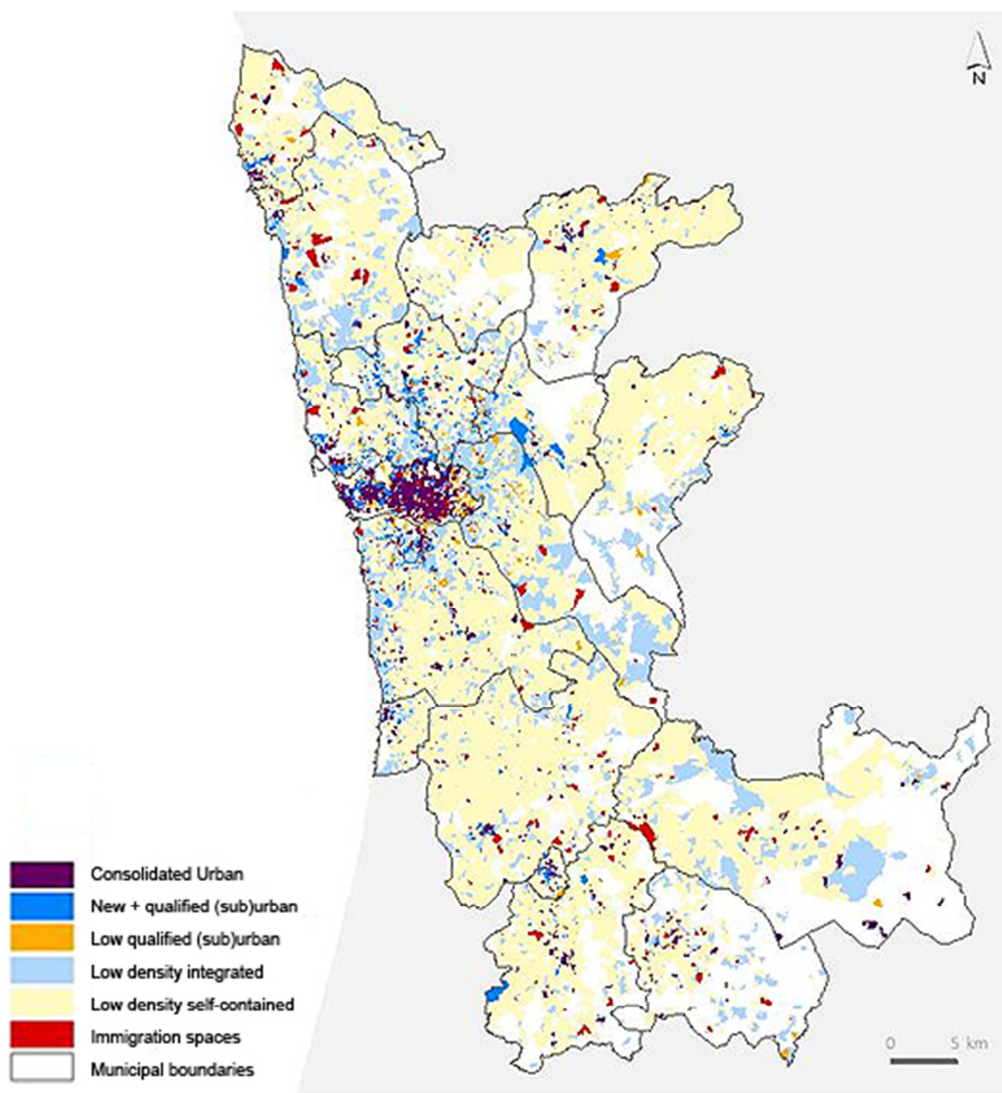 N
Consolidated Urban
New + qualified (sub)urban
Low qualified (sub)urban
Low density integrated
Low density self-contained
Immigration spaces
Municipal boundaries
0 5 km